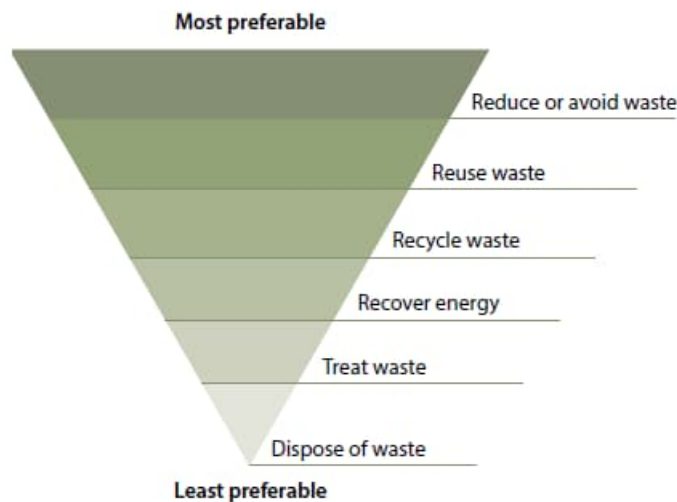 Most preferable
Reduce or avoid waste
Reuse waste
Recycle waste
Recover energy
Treat waste
Dispose of waste
Least preferable